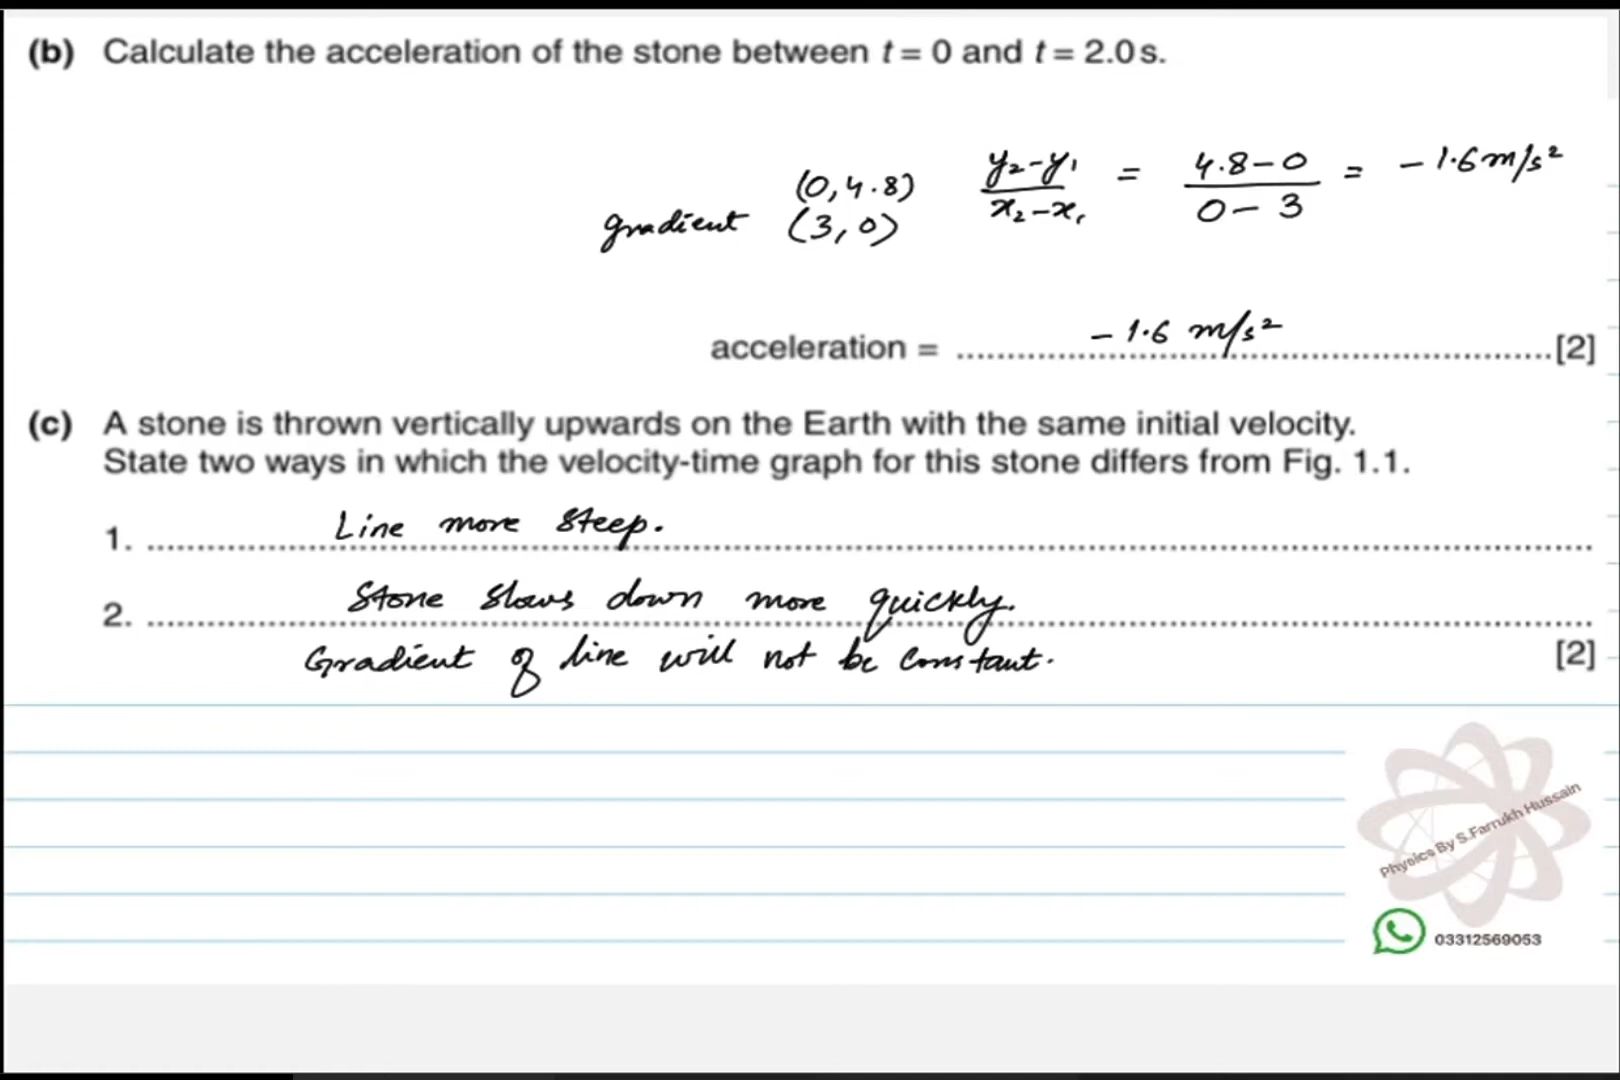 (b) Calculate the acceleration of the stone between t = 0 and t = 2.0 s.
gradient (0, 4.8) (3, 0) y₂-y₁ / x₂-x₁ = 4.8-0 / 0-3 = -1.6 m/s²
acceleration = -1.6 m/s² [2]
(c) A stone is thrown vertically upwards on the Earth with the same initial velocity.
State two ways in which the velocity-time graph for this stone differs from Fig. 1.1.
1. Line more steep.
2. Stone slows down more quickly.
Gradient of line will not be constant. [2]
Physics By S.Farrukh Hussain
03312569053